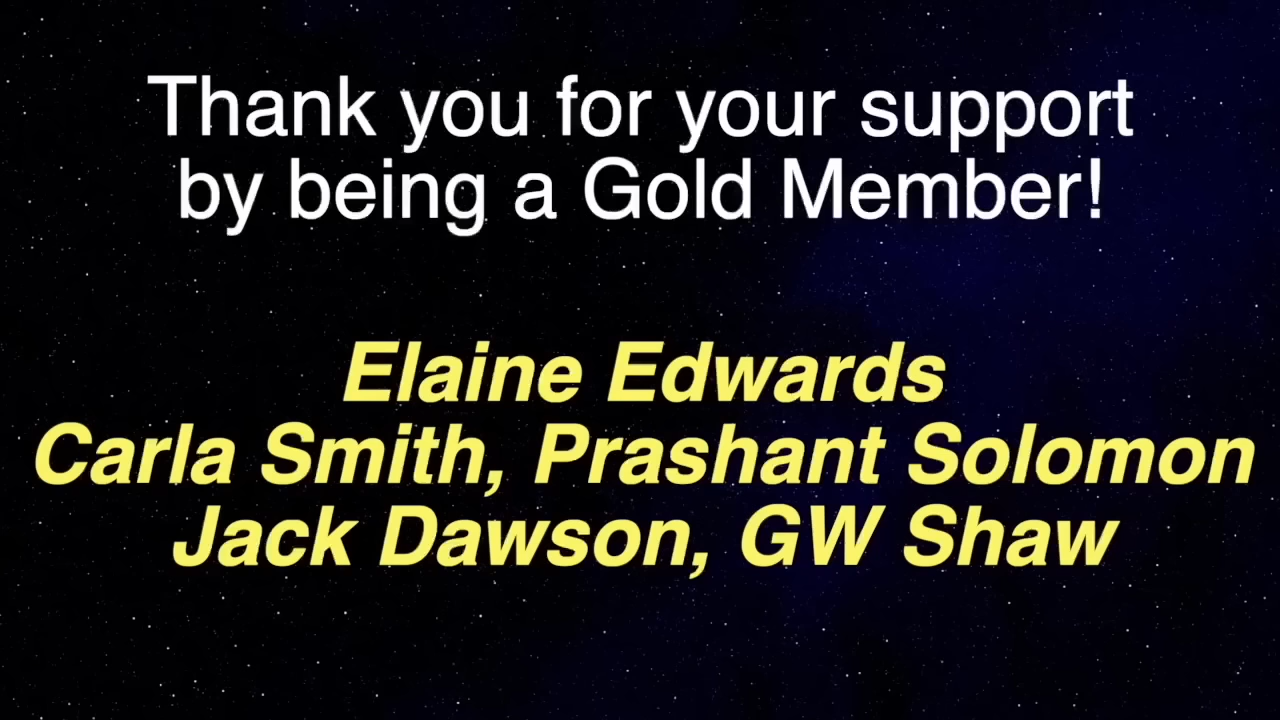 Thank you for your support
by being a Gold Member!
Elaine Edwards
Carla Smith, Prashant Solomon
Jack Dawson, GW Shaw